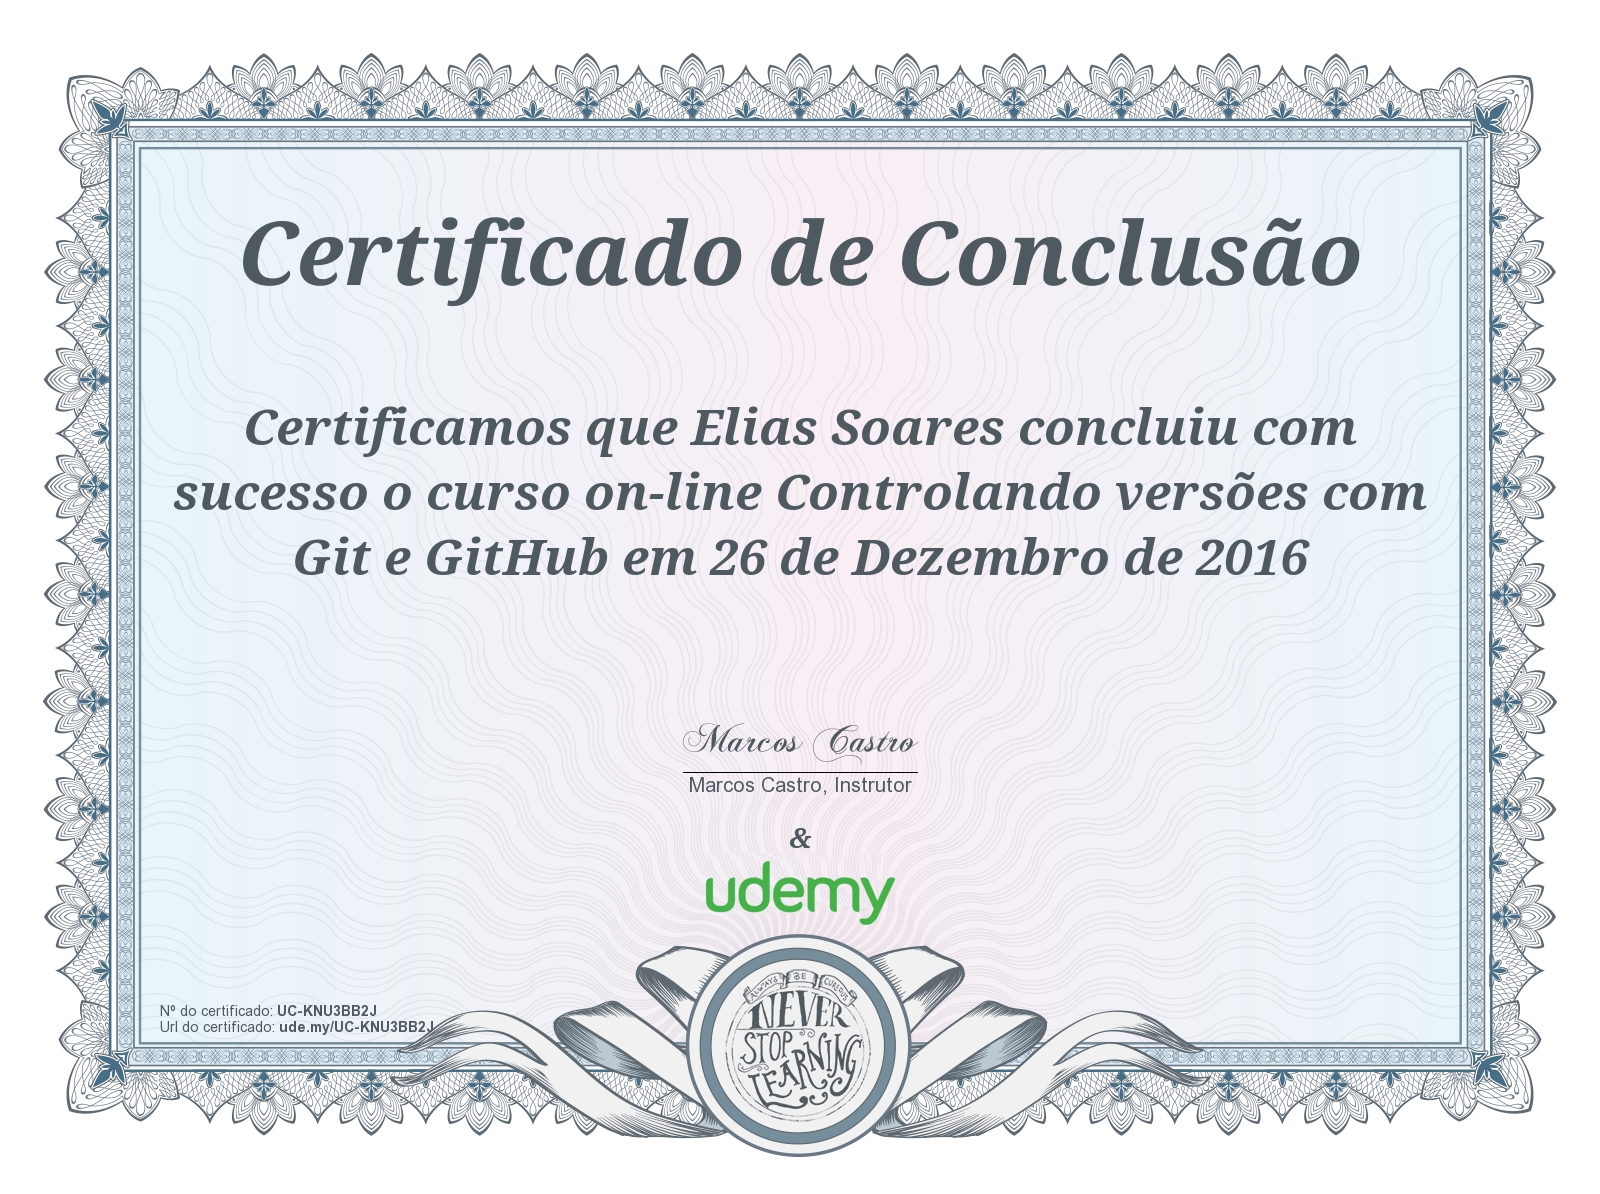 Certificado de Conclusão
Certificamos que Elias Soares concluiu com
sucesso o curso on-line Controlando versões com
Git e GitHub em 26 de Dezembro de 2016
Marcos Castro
Marcos Castro, Instrutor
&
udemy
Nº do certificado: UC-KNU3BB2J
Url do certificado: ude.my/UC-KNU3BB2J
ALWAYS BE CURIOUS
NEVER
STOP
LEARNING